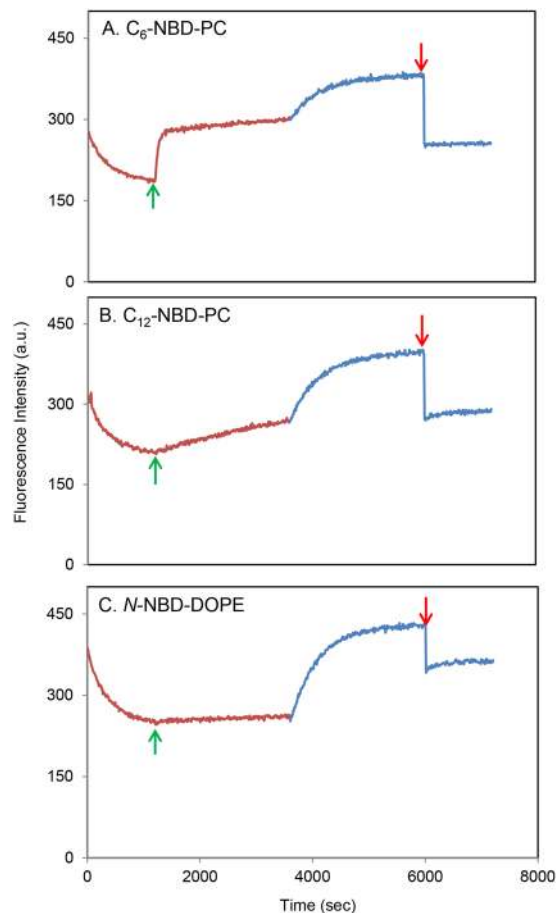 A. C₆-NBD-PC
450
300
150
0
B. C₁₂-NBD-PC
450
300
150
0
Fluorescence Intensity (a.u.)
C. N-NBD-DOPE
450
300
150
0
0 2000 4000 6000 8000
Time (sec)